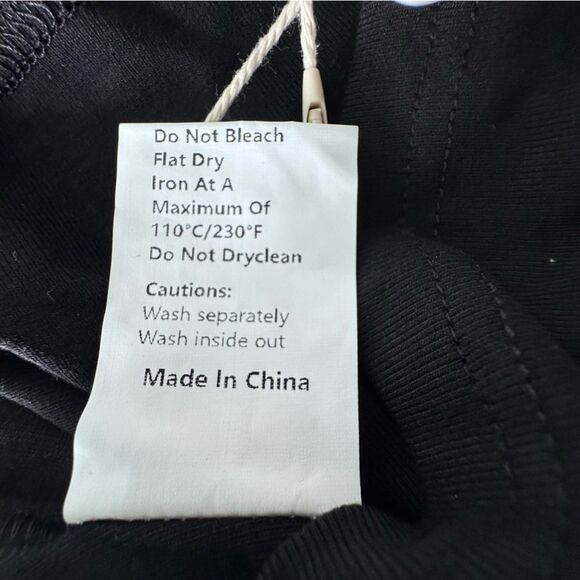 Do Not Bleach
Flat Dry
Iron At A
Maximum Of
110°C/230°F
Do Not Dryclean
Cautions:
Wash separately
Wash inside out
Made In China